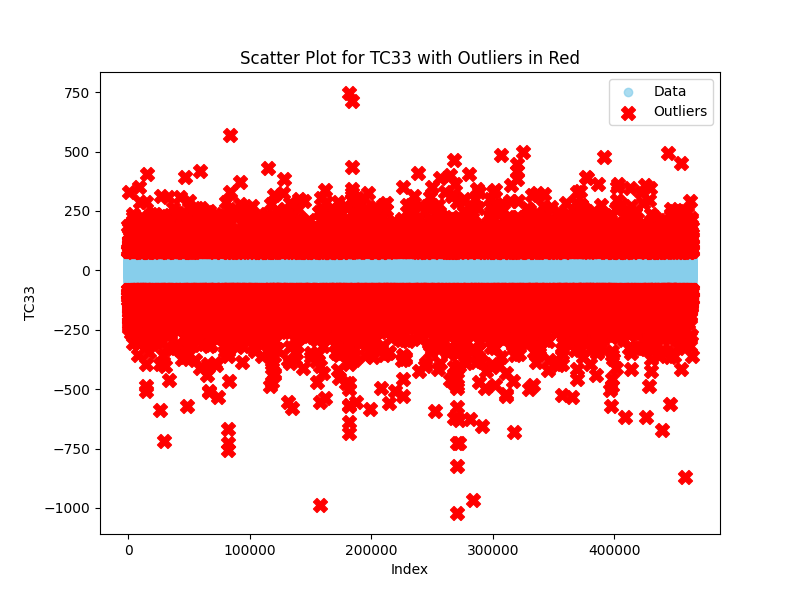 Scatter Plot for TC33 with Outliers in Red
Data
Outliers
750
500
250
0
−250
−500
−750
−1000
TC33
0
100000
200000
300000
400000
Index